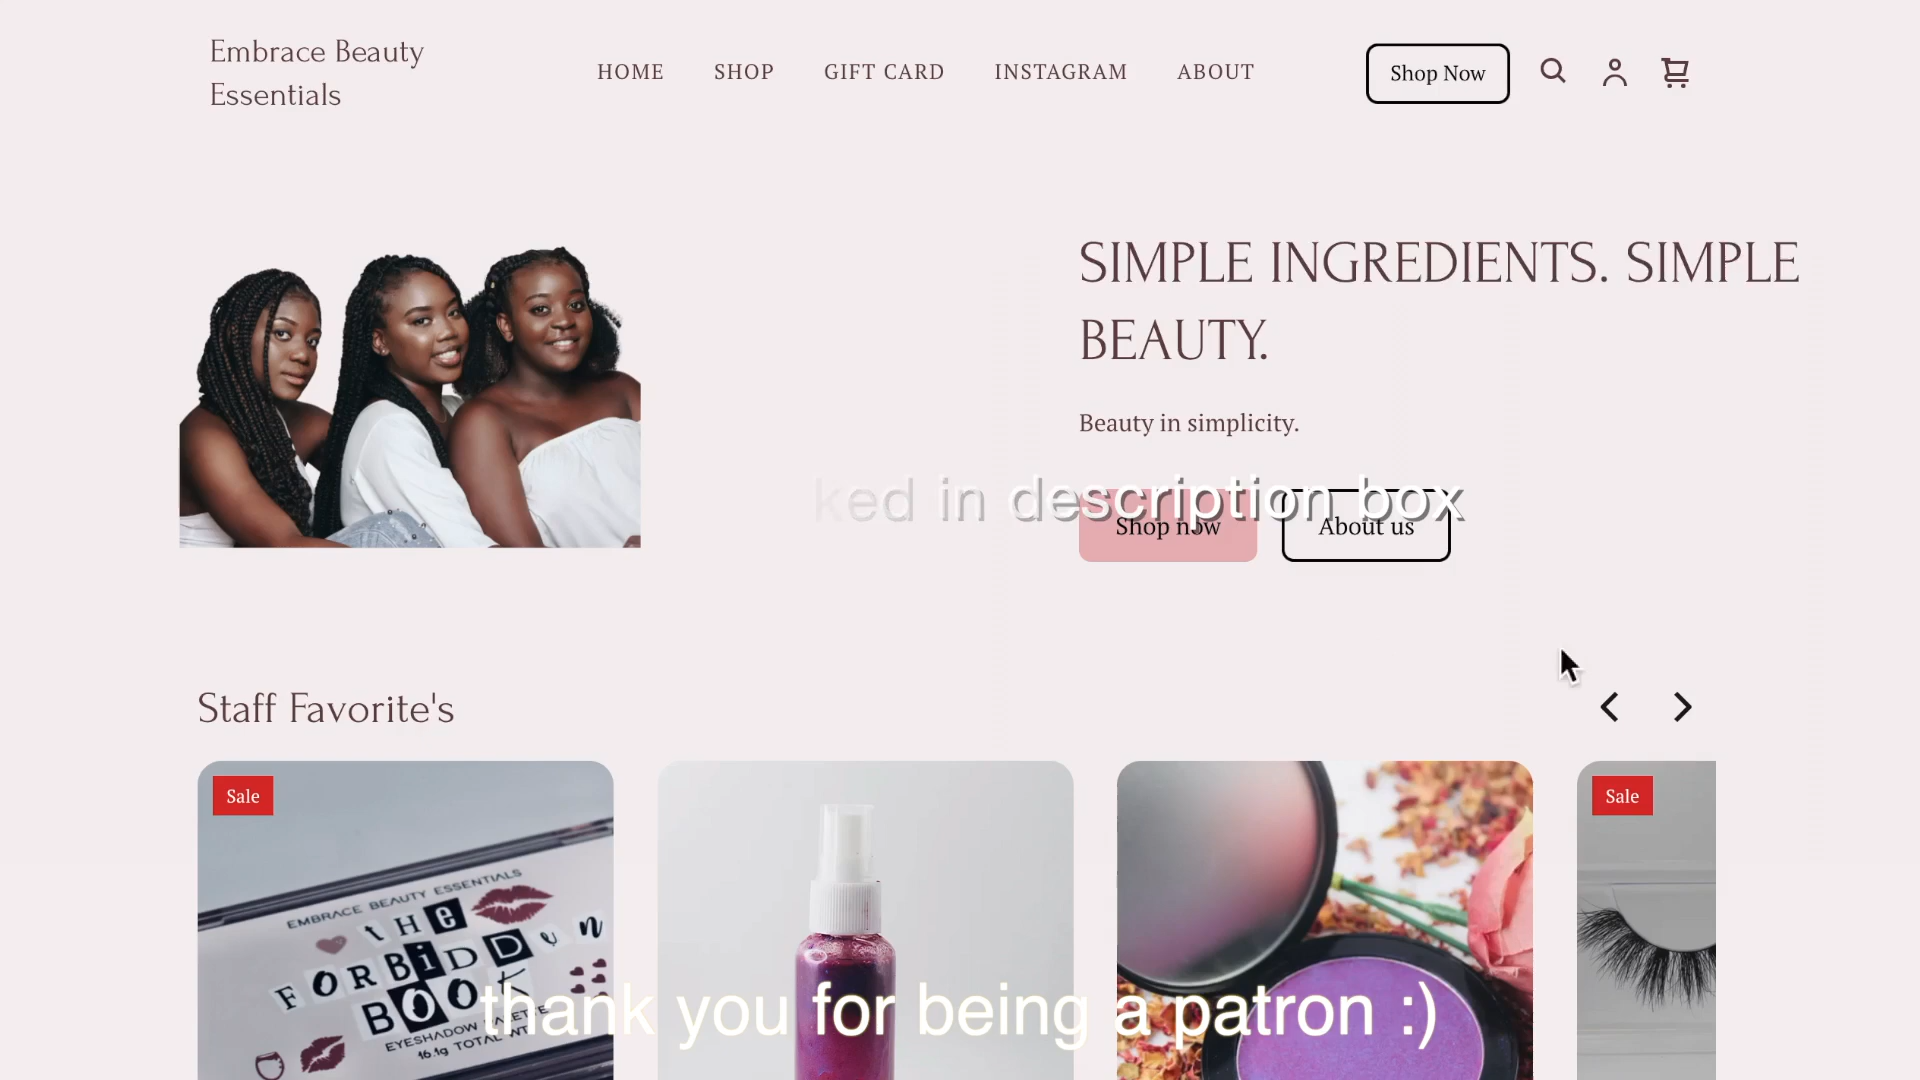 Embrace Beauty
Essentials
HOME
SHOP
GIFT CARD
INSTAGRAM
ABOUT
Shop Now
SIMPLE INGREDIENTS. SIMPLE
BEAUTY.
Beauty in simplicity.
ked in description box
Shop now
About us
Staff Favorite's
Sale
Sale
EMBRACE BEAUTY ESSENTIALS
tHe
FORBiDDen
BOOK
EYESHADOW PALETTE
16.1g TOTAL WT
thank you for being a patron :)